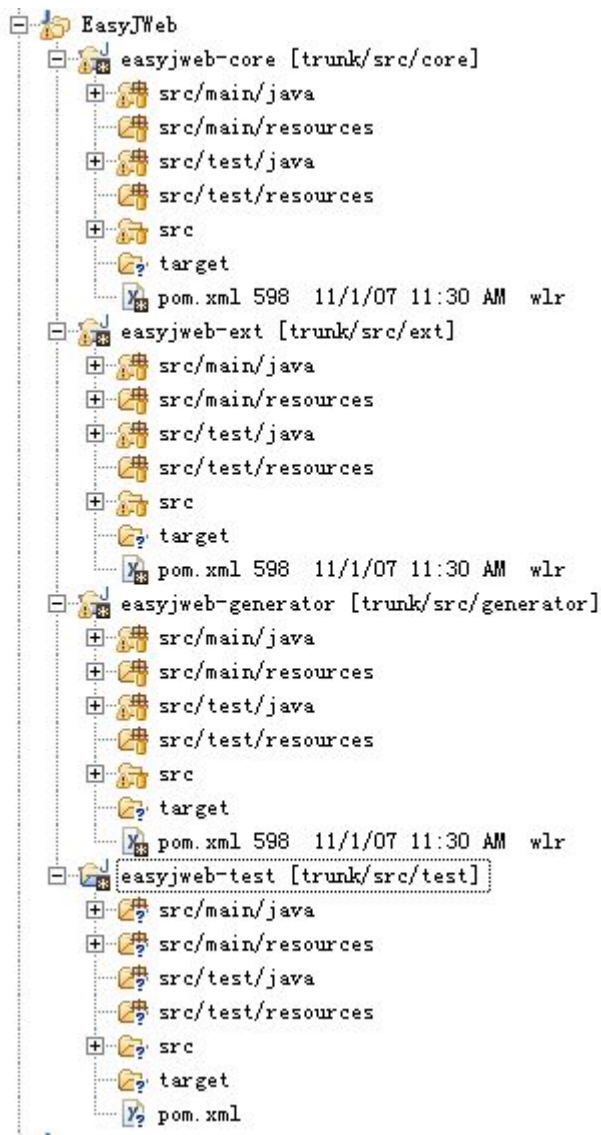 EasyJWeb
easyjweb-core [trunk/src/core]
src/main/java
src/main/resources
src/test/java
src/test/resources
src
target
pom.xml 598 11/1/07 11:30 AM wlr
easyjweb-ext [trunk/src/ext]
src/main/java
src/main/resources
src/test/java
src/test/resources
src
target
pom.xml 598 11/1/07 11:30 AM wlr
easyjweb-generator [trunk/src/generator]
src/main/java
src/main/resources
src/test/java
src/test/resources
src
target
pom.xml 598 11/1/07 11:30 AM wlr
easyjweb-test [trunk/src/test]
src/main/java
src/main/resources
src/test/java
src/test/resources
src
target
pom.xml